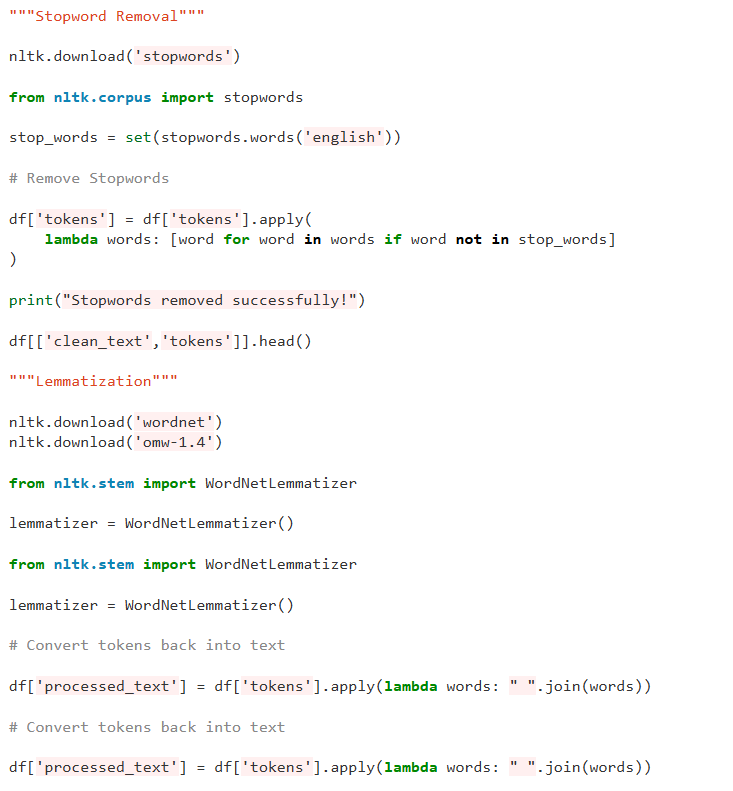 """Stopword Removal"""
nltk.download('stopwords')
from nltk.corpus import stopwords
stop_words = set(stopwords.words('english'))
# Remove Stopwords
df['tokens'] = df['tokens'].apply(
    lambda words: [word for word in words if word not in stop_words]
)
print("Stopwords removed successfully!")
df[['clean_text','tokens']].head()
"""Lemmatization"""
nltk.download('wordnet')
nltk.download('omw-1.4')
from nltk.stem import WordNetLemmatizer
lemmatizer = WordNetLemmatizer()
from nltk.stem import WordNetLemmatizer
lemmatizer = WordNetLemmatizer()
# Convert tokens back into text
df['processed_text'] = df['tokens'].apply(lambda words: " ".join(words))
# Convert tokens back into text
df['processed_text'] = df['tokens'].apply(lambda words: " ".join(words))